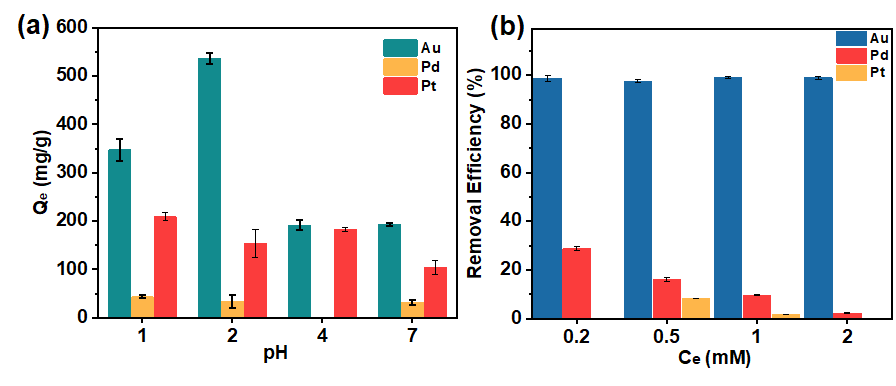 (a)
600
500
400
300
200
100
0
Qe (mg/g)
Au
Pd
Pt
1
2
4
7
pH
(b)
100
80
60
40
20
0
Removal Efficiency (%)
Au
Pd
Pt
0.2
0.5
1
2
Ce (mM)